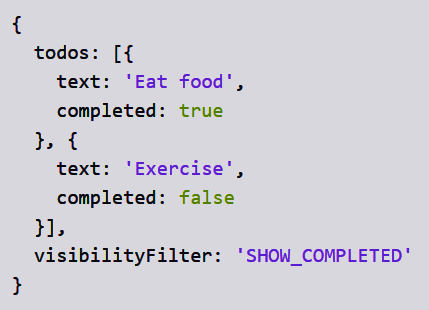 {
  todos: [{
    text: 'Eat food',
    completed: true
  }, {
    text: 'Exercise',
    completed: false
  }],
  visibilityFilter: 'SHOW_COMPLETED'
}